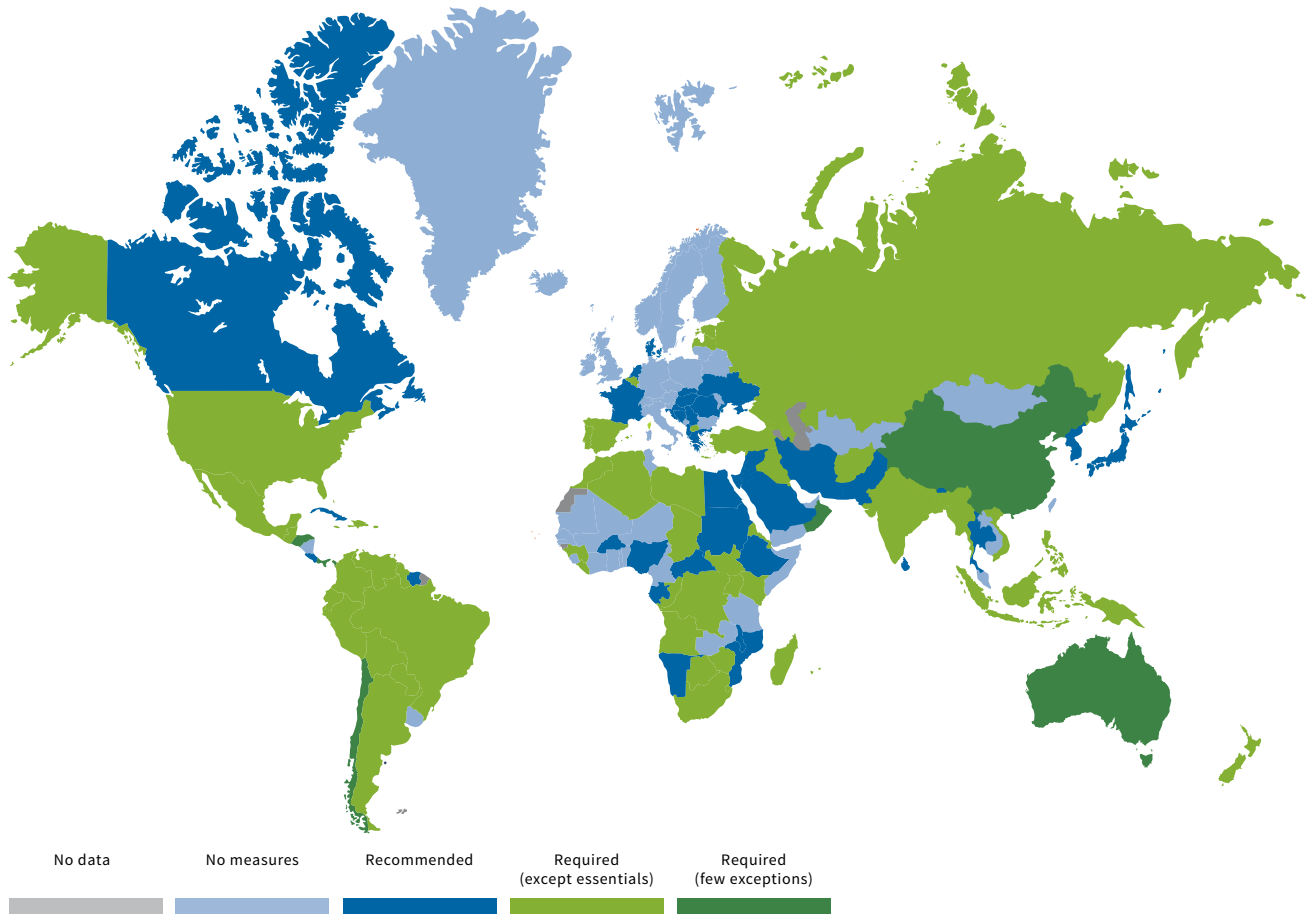 No data
No measures
Recommended
Required
(except essentials)
Required
(few exceptions)